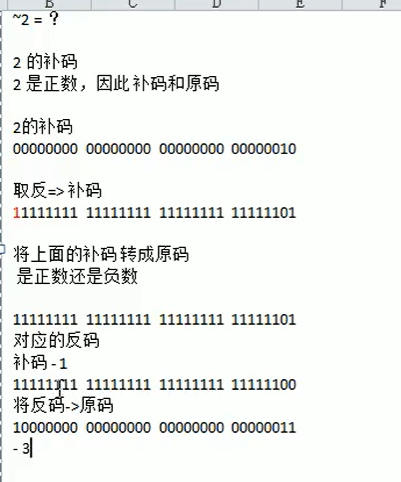 B C D E F
~2 = ?
2 的补码
2 是正数，因此 补码和原码
2的补码
00000000 00000000 00000000 00000010
取反=> 补码
11111111 11111111 11111111 11111101
将上面的补码 转成原码
是正数还是负数
11111111 11111111 11111111 11111101
对应的反码
补码 - 1
11111111 11111111 11111111 11111100
将反码->原码
10000000 00000000 00000000 00000011
- 3